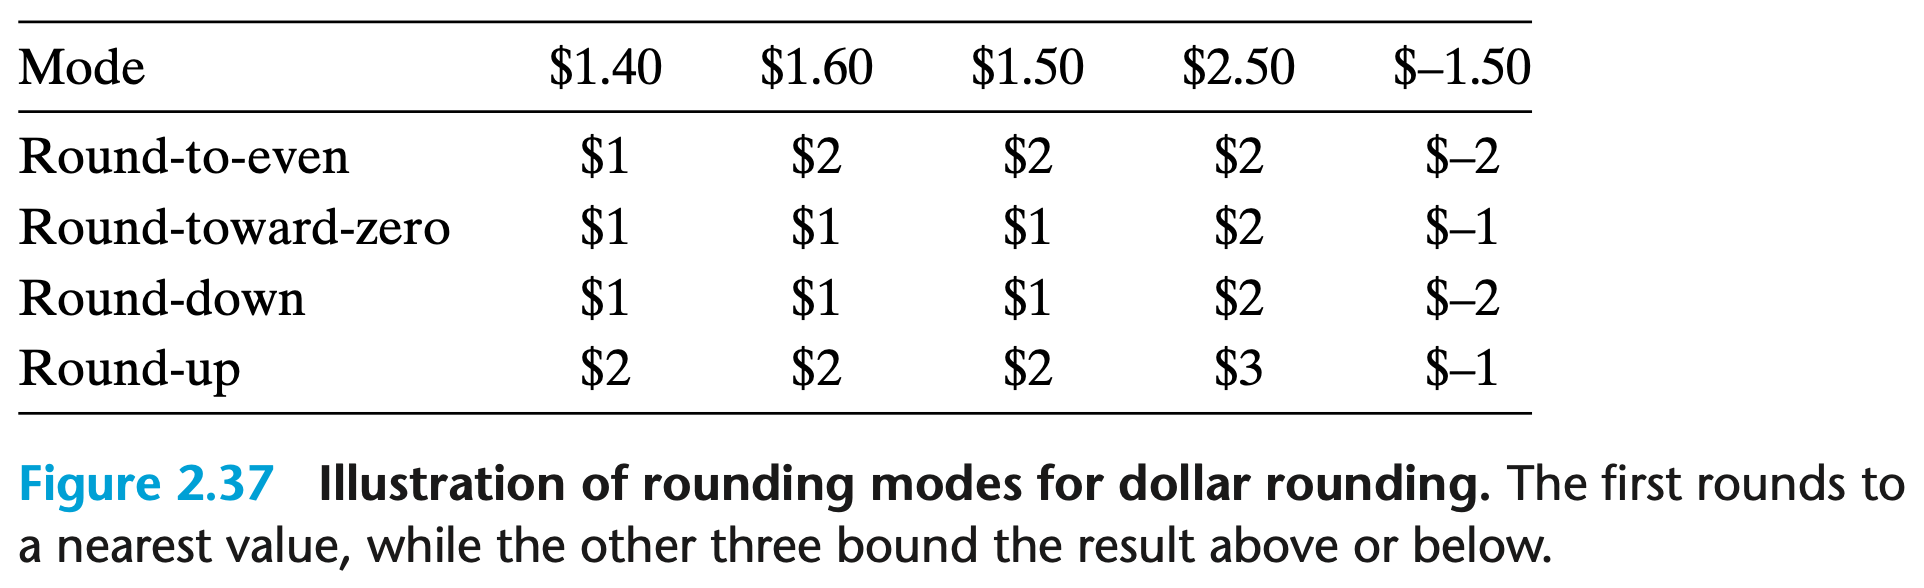 Mode $1.40 $1.60 $1.50 $2.50 $–1.50
Round-to-even $1 $2 $2 $2 $–2
Round-toward-zero $1 $1 $1 $2 $–1
Round-down $1 $1 $1 $2 $–2
Round-up $2 $2 $2 $3 $–1
Figure 2.37 Illustration of rounding modes for dollar rounding. The first rounds to
a nearest value, while the other three bound the result above or below.